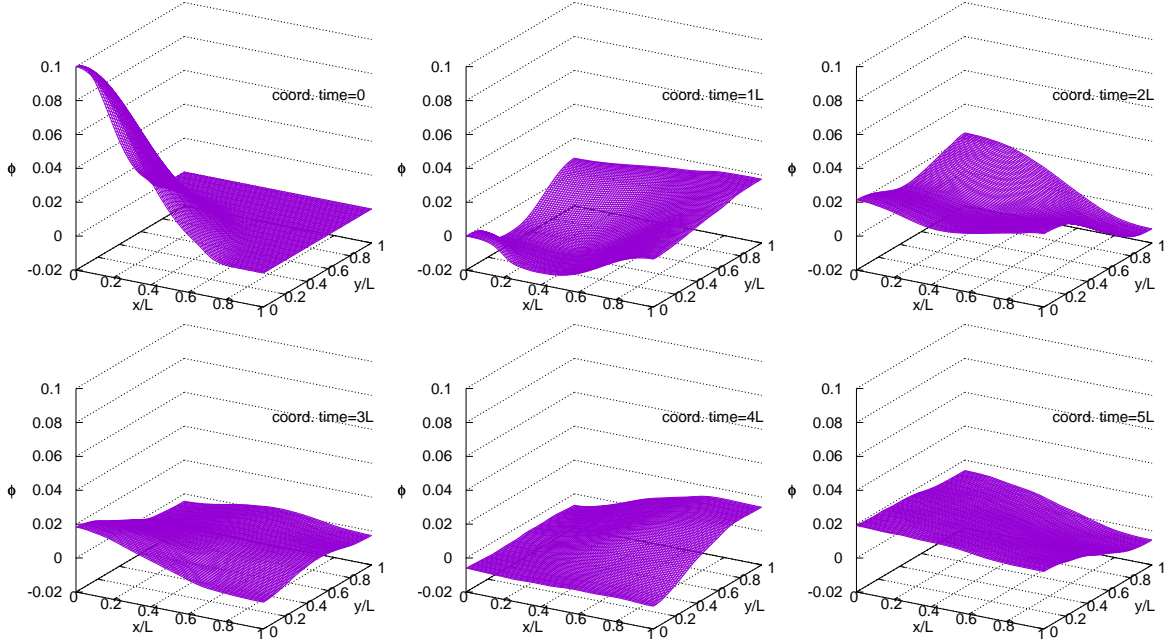 coord. time=0
0.1
0.08
0.06
0.04
0.02
0
-0.02
ϕ
0 0.2 0.4 0.6 0.8 1
x/L
0 0.2 0.4 0.6 0.8 1
y/L
coord. time=1L
0.1
0.08
0.06
0.04
0.02
0
-0.02
ϕ
0 0.2 0.4 0.6 0.8 1
x/L
0 0.2 0.4 0.6 0.8 1
y/L
coord. time=2L
0.1
0.08
0.06
0.04
0.02
0
-0.02
ϕ
0 0.2 0.4 0.6 0.8 1
x/L
0 0.2 0.4 0.6 0.8 1
y/L
coord. time=3L
0.1
0.08
0.06
0.04
0.02
0
-0.02
ϕ
0 0.2 0.4 0.6 0.8 1
x/L
0 0.2 0.4 0.6 0.8 1
y/L
coord. time=4L
0.1
0.08
0.06
0.04
0.02
0
-0.02
ϕ
0 0.2 0.4 0.6 0.8 1
x/L
0 0.2 0.4 0.6 0.8 1
y/L
coord. time=5L
0.1
0.08
0.06
0.04
0.02
0
-0.02
ϕ
0 0.2 0.4 0.6 0.8 1
x/L
0 0.2 0.4 0.6 0.8 1
y/L